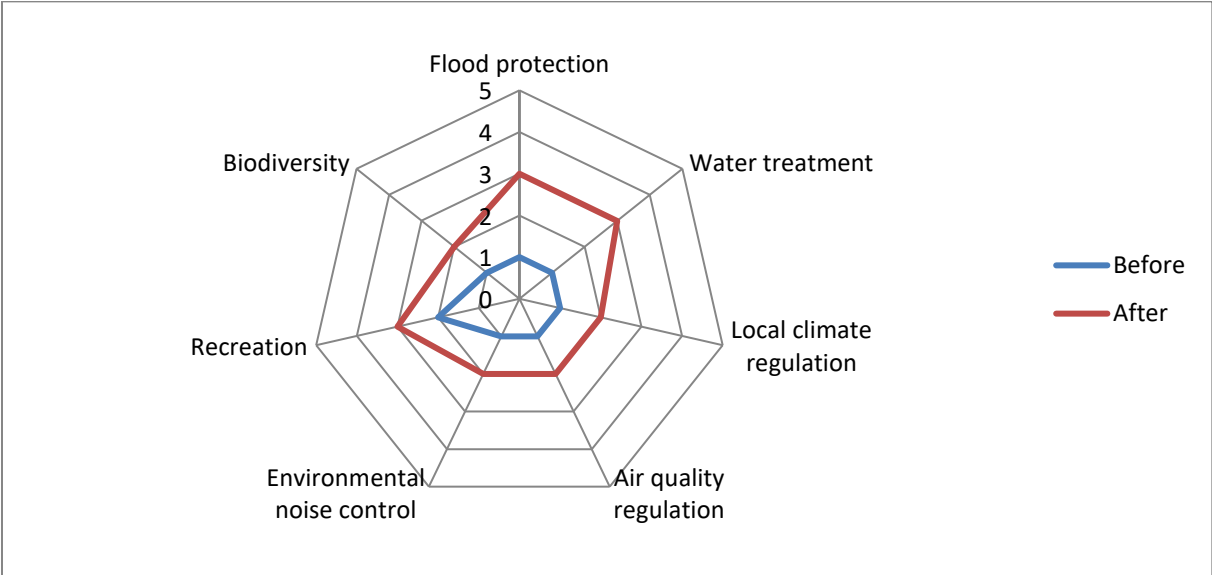 Flood protection
5
4
3
2
1
0
Biodiversity
Water treatment
Recreation
Local climate
regulation
Environmental
noise control
Air quality
regulation
Before
After